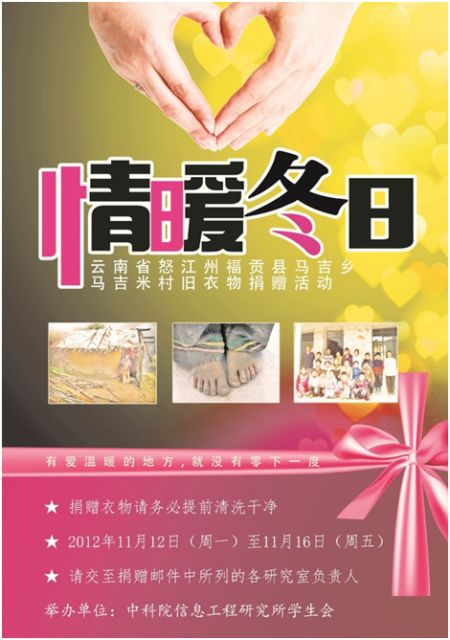 情暖冬日
云南省怒江州福贡县马吉乡
马吉米村旧衣物捐赠活动
有爱温暖的地方,就没有零下一度
★ 捐赠衣物请务必提前清洗干净
★ 2012年11月12日（周一）至11月16日（周五）
★ 请交至捐赠邮件中所列的各研究室负责人
举办单位：中科院信息工程研究所学生会